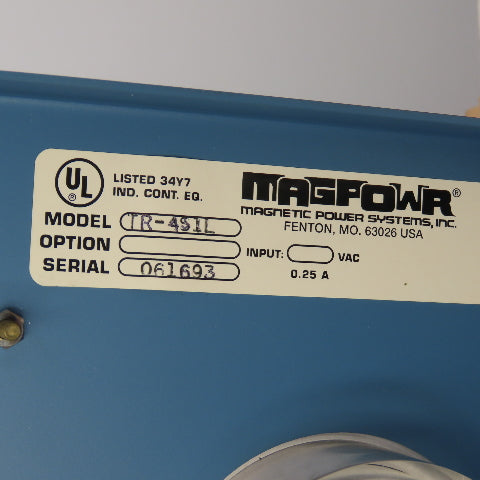 UL
LISTED 34Y7
IND. CONT. EQ.
MAGPOWR®
MAGNETIC POWER SYSTEMS, INC.
FENTON, MO. 63026 USA
MODEL TR-4SIL
OPTION
INPUT: VAC
SERIAL 061693
0.25 A